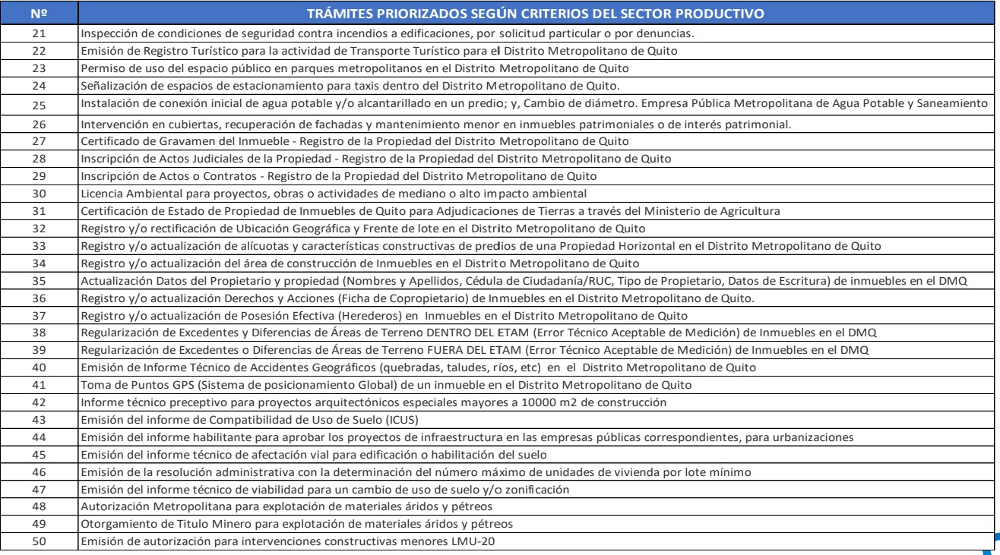 Nº TRÁMITES PRIORIZADOS SEGÚN CRITERIOS DEL SECTOR PRODUCTIVO
21 Inspección de condiciones de seguridad contra incendios a edificaciones, por solicitud particular o por denuncias.
22 Emisión de Registro Turístico para la actividad de Transporte Turístico para el Distrito Metropolitano de Quito
23 Permiso de uso del espacio público en parques metropolitanos en el Distrito Metropolitano de Quito
24 Señalización de espacios de estacionamiento para taxis dentro del Distrito Metropolitano de Quito.
25 Instalación de conexión inicial de agua potable y/o alcantarillado en un predio; y, Cambio de diámetro. Empresa Pública Metropolitana de Agua Potable y Saneamiento
26 Intervención en cubiertas, recuperación de fachadas y mantenimiento menor en inmuebles patrimoniales o de interés patrimonial.
27 Certificado de Gravamen del Inmueble - Registro de la Propiedad del Distrito Metropolitano de Quito
28 Inscripción de Actos Judiciales de la Propiedad - Registro de la Propiedad del Distrito Metropolitano de Quito
29 Inscripción de Actos o Contratos - Registro de la Propiedad del Distrito Metropolitano de Quito
30 Licencia Ambiental para proyectos, obras o actividades de mediano o alto impacto ambiental
31 Certificación de Estado de Propiedad de Inmuebles de Quito para Adjudicaciones de Tierras a través del Ministerio de Agricultura
32 Registro y/o rectificación de Ubicación Geográfica y Frente de lote en el Distrito Metropolitano de Quito
33 Registro y/o actualización de alícuotas y características constructivas de predios de una Propiedad Horizontal en el Distrito Metropolitano de Quito
34 Registro y/o actualización del área de construcción de Inmuebles en el Distrito Metropolitano de Quito
35 Actualización Datos del Propietario y propiedad (Nombres y Apellidos, Cédula de Ciudadanía/RUC, Tipo de Propietario, Datos de Escritura) de inmuebles en el DMQ
36 Registro y/o actualización Derechos y Acciones (Ficha de Copropietario) de Inmuebles en el Distrito Metropolitano de Quito.
37 Registro y/o actualización de Posesión Efectiva (Herederos) en Inmuebles en el Distrito Metropolitano de Quito
38 Regularización de Excedentes y Diferencias de Áreas de Terreno DENTRO DEL ETAM (Error Técnico Aceptable de Medición) de Inmuebles en el DMQ
39 Regularización de Excedentes o Diferencias de Áreas de Terreno FUERA DEL ETAM (Error Técnico Aceptable de Medición) de Inmuebles en el DMQ
40 Emisión de Informe Técnico de Accidentes Geográficos (quebradas, taludes, ríos, etc) en el Distrito Metropolitano de Quito
41 Toma de Puntos GPS (Sistema de posicionamiento Global) de un inmueble en el Distrito Metropolitano de Quito
42 Informe técnico preceptivo para proyectos arquitectónicos especiales mayores a 10000 m2 de construcción
43 Emisión del informe de Compatibilidad de Uso de Suelo (ICUS)
44 Emisión del informe habilitante para aprobar los proyectos de infraestructura en las empresas públicas correspondientes, para urbanizaciones
45 Emisión del informe técnico de afectación vial para edificación o habilitación del suelo
46 Emisión de la resolución administrativa con la determinación del número máximo de unidades de vivienda por lote mínimo
47 Emisión del informe técnico de viabilidad para un cambio de uso de suelo y/o zonificación
48 Autorización Metropolitana para explotación de materiales áridos y pétreos
49 Otorgamiento de Titulo Minero para explotación de materiales áridos y pétreos
50 Emisión de autorización para intervenciones constructivas menores LMU-20